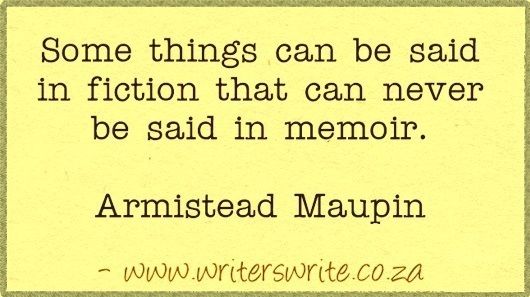 Some things can be said
in fiction that can never
be said in memoir.
Armistead Maupin
- www.writerswrite.co.za